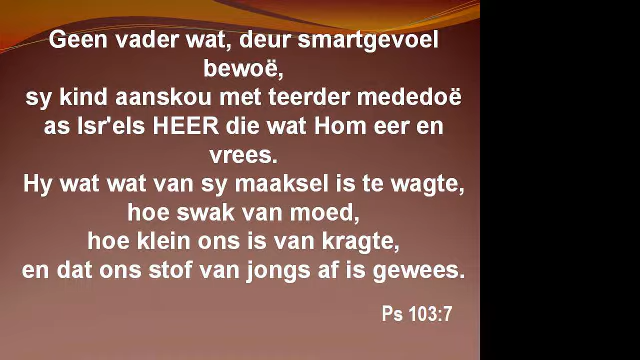 Geen vader wat, deur smartgevoel
bewoë,
sy kind aanskou met teerder mededoë
as Isr'els HEER die wat Hom eer en
vrees.
Hy wat wat van sy maaksel is te wagte,
hoe swak van moed,
hoe klein ons is van kragte,
en dat ons stof van jongs af is gewees.
Ps 103:7